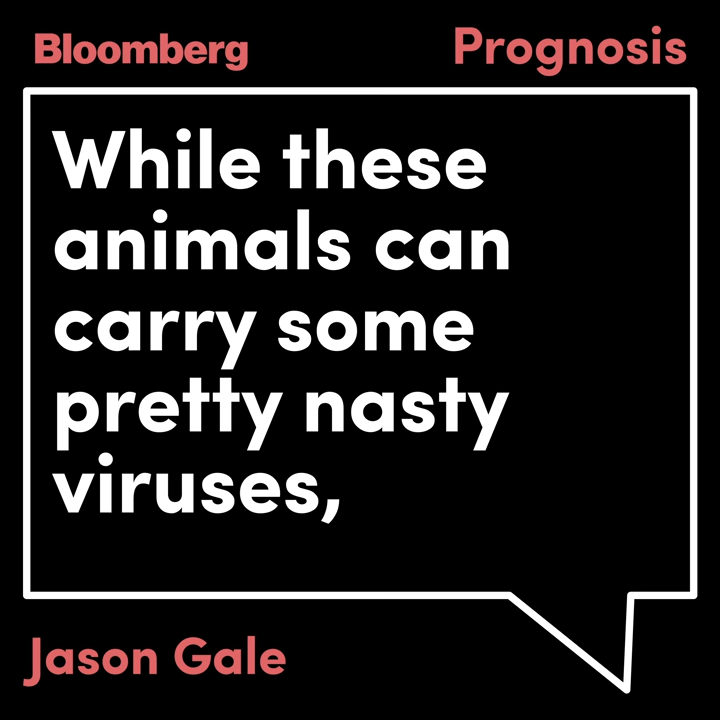 Bloomberg
Prognosis
While these
animals can
carry some
pretty nasty
viruses,
Jason Gale